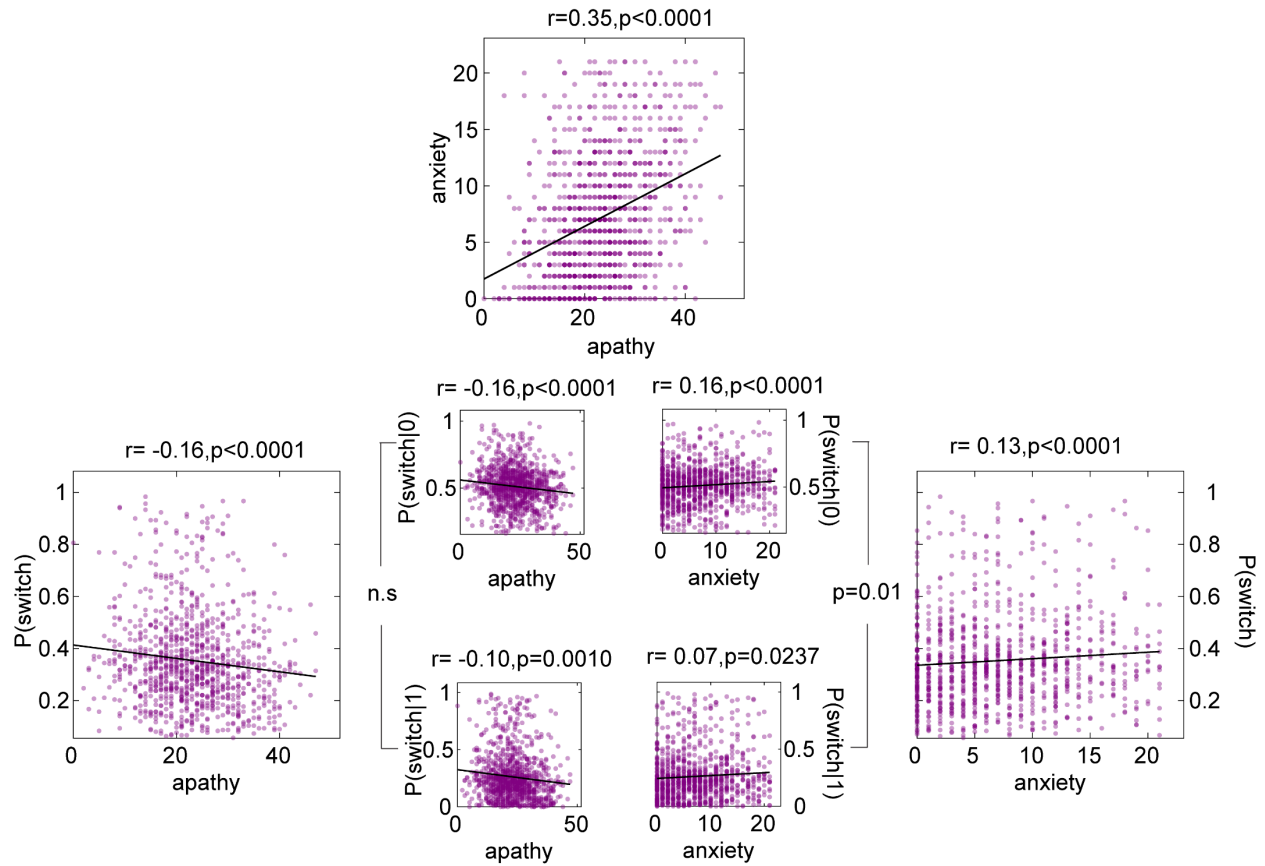 r=0.35,p<0.0001
anxiety
20
15
10
5
0
0 20 40
apathy
r= -0.16,p<0.0001
P(switch)
1
0.8
0.6
0.4
0.2
0 20 40
apathy
n.s
r= -0.16,p<0.0001
P(switch|0)
1
0.5
0 50
apathy
r= 0.16,p<0.0001
P(switch|0)
1
0.5
0 10 20
anxiety
r= -0.10,p=0.0010
P(switch|1)
1
0.5
0
0 50
apathy
r= 0.07,p=0.0237
P(switch|1)
1
0.5
0
0 10 20
anxiety
p=0.01
r= 0.13,p<0.0001
P(switch)
1
0.8
0.6
0.4
0.2
0 5 10 15 20
anxiety